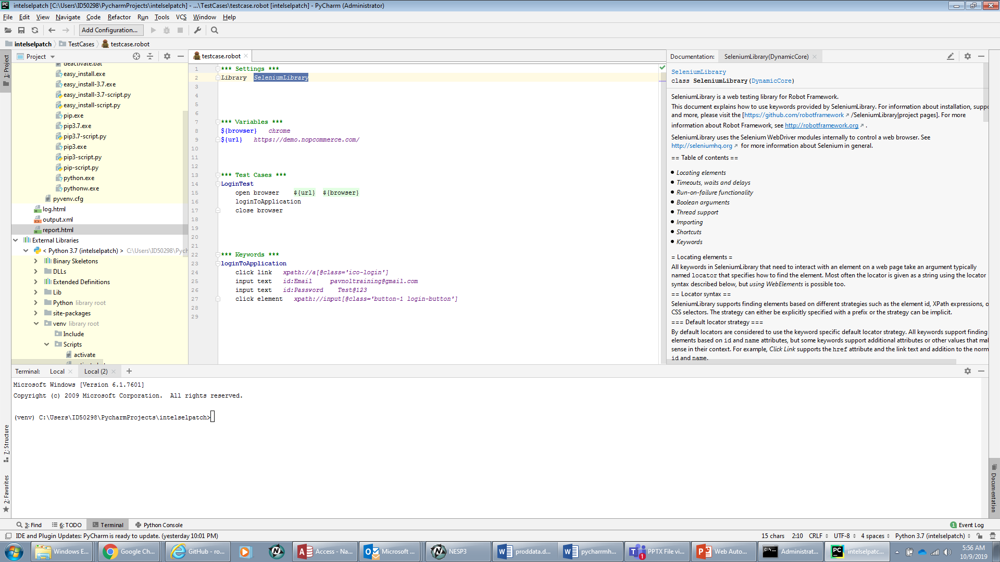 intelselpatch [C:\Users\ID50298\PycharmProjects\intelselpatch] - ...\TestCases\testcase.robot [intelselpatch] - PyCharm (Administrator)
File Edit View Navigate Code Refactor Run Tools VCS Window Help
Add Configuration...
intelselpatch TestCases testcase.robot
1: Project
Project
deactivate.bat
easy_install.exe
easy_install-3.7.exe
easy_install-3.7-script.py
easy_install-script.py
pip.exe
pip3.7.exe
pip3.7-script.py
pip3.exe
pip3-script.py
pip-script.py
python.exe
pythonw.exe
pyvenv.cfg
log.html
output.xml
report.html
External Libraries
< Python 3.7 (intelselpatch) > C:\Users\ID50298\Pych
Binary Skeletons
DLLs
Extended Definitions
Lib
Python library root
site-packages
venv library root
Include
Scripts
activate
testcase.robot
1 *** Settings ***
2 Library SeleniumLibrary
3
4
5
6
7 *** Variables ***
8 ${browser} chrome
9 ${url} https://demo.nopcommerce.com/
10
11
12
13 *** Test Cases ***
14 LoginTest
15 open browser ${url} ${browser}
16 loginToApplication
17 close browser
18
19
20
21
22 *** Keywords ***
23 loginToApplication
24 click link xpath://a[@class='ico-login']
25 input text id:Email pavnoltraining@gmail.com
26 input text id:Password Test@123
27 click element xpath://input[@class='button-1 login-button']
28
29
Documentation: SeleniumLibrary(DynamicCore)
SeleniumLibrary
class SeleniumLibrary(DynamicCore)
SeleniumLibrary is a web testing library for Robot Framework.
This document explains how to use keywords provided by SeleniumLibrary. For information about installation, suppo
and more, please visit the [https://github.com/robotframework /SeleniumLibrary|project pages]. For more
information about Robot Framework, see http://robotframework.org .
SeleniumLibrary uses the Selenium WebDriver modules internally to control a web browser. See
http://seleniumhq.org for more information about Selenium in general.
== Table of contents ==
Locating elements
Timeouts, waits and delays
Run-on-failure functionality
Boolean arguments
Thread support
Importing
Shortcuts
Keywords
= Locating elements =
All keywords in SeleniumLibrary that need to interact with an element on a web page take an argument typically
named locator that specifies how to find the element. Most often the locator is given as a string using the locator
syntax described below, but using WebElements is possible too.
== Locator syntax ==
SeleniumLibrary supports finding elements based on different strategies such as the element id, XPath expressions, o
CSS selectors. The strategy can either be explicitly specified with a prefix or the strategy can be implicit.
=== Default locator strategy ===
By default locators are considered to use the keyword specific default locator strategy. All keywords support finding
elements based on id and name attributes, but some keywords support additional attributes or other values that mal
sense in their context. For example, Click Link supports the href attribute and the link text and addition to the norm
id and name.
Terminal: Local Local (2)
Microsoft Windows [Version 6.1.7601]
Copyright (c) 2009 Microsoft Corporation. All rights reserved.
(venv) C:\Users\ID50298\PycharmProjects\intelselpatch>
7: Structure
2: Favorites
Documentation
3: Find 6: TODO Terminal Python Console
1 Event Log
IDE and Plugin Updates: PyCharm is ready to update. (yesterday 10:01 PM)
15 chars 2:10 CRLF UTF-8 4 spaces Python 3.7 (intelselpatch)
Windows E... Google Ch... GitHub - ro... Access - Na... Microsoft ... NESP3 proddata.d... pycharmh... PPTX File vi... Web Auto... Administrat... intelselpatc...
5:56 AM
10/9/2019